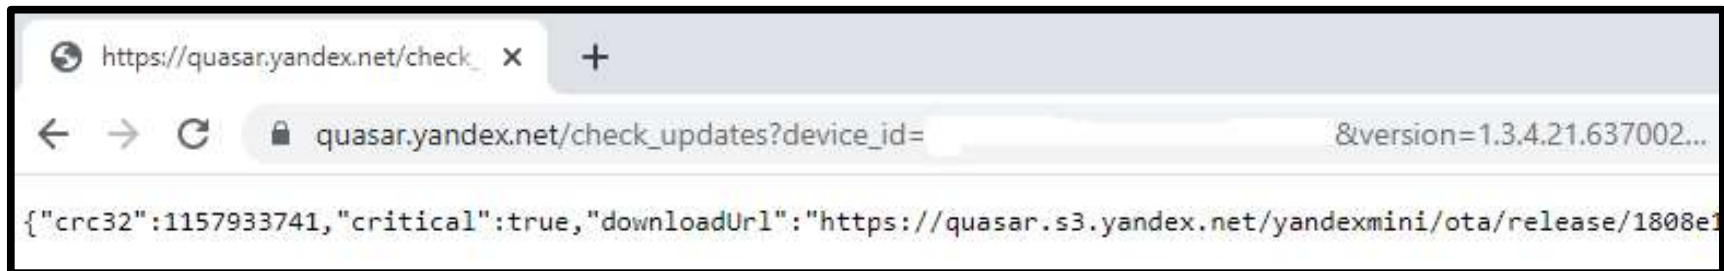 https://quasar.yandex.net/check_
quasar.yandex.net/check_updates?device_id= &version=1.3.4.21.637002...
{"crc32":1157933741,"critical":true,"downloadUrl":"https://quasar.s3.yandex.net/yandexmini/ota/release/1808e1